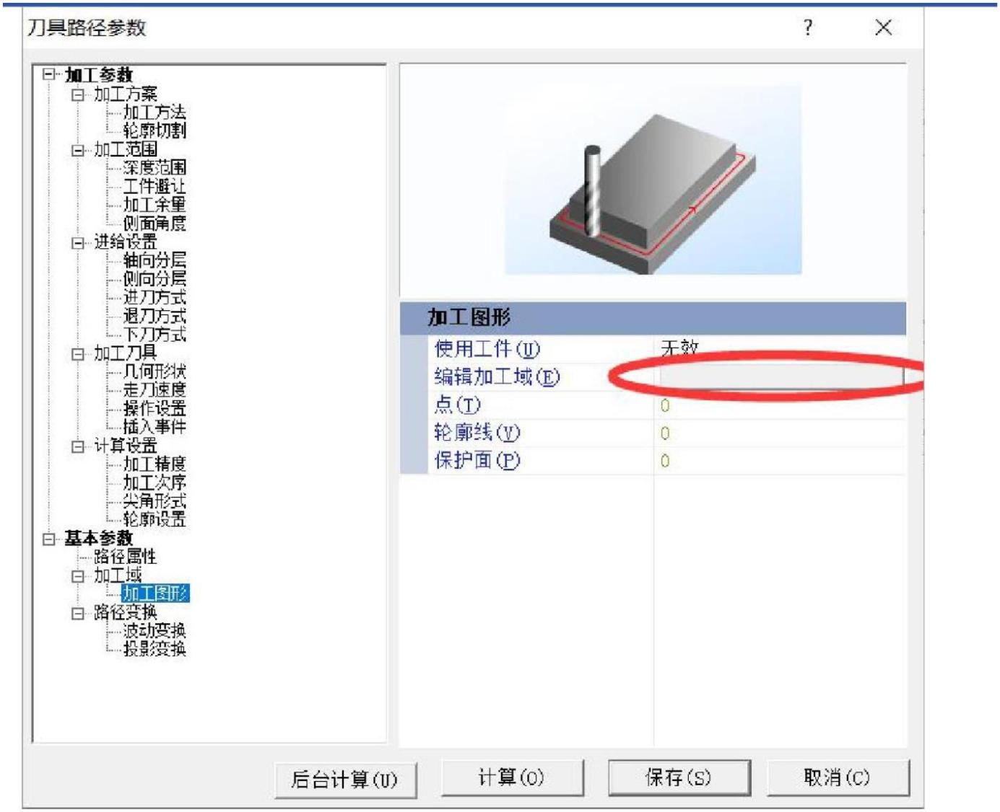 刀具路径参数
?
加工参数
加工方案
加工方法
轮廓切割
加工范围
深度范围
工件避让
加工余量
侧面角度
进给设置
轴向分层
侧向分层
进刀方式
退刀方式
下刀方式
加工刀具
几何形状
走刀速度
操作设置
插入事件
计算设置
加工精度
加工次序
尖角形式
轮廓设置
基本参数
路径属性
加工域
加工图形
路径变换
波动变换
投影变换
加工图形
使用工件(U) 无效
编辑加工域(E)
点(T) 0
轮廓线(V) 0
保护面(P) 0
后台计算(U) 计算(O) 保存(S) 取消(C)